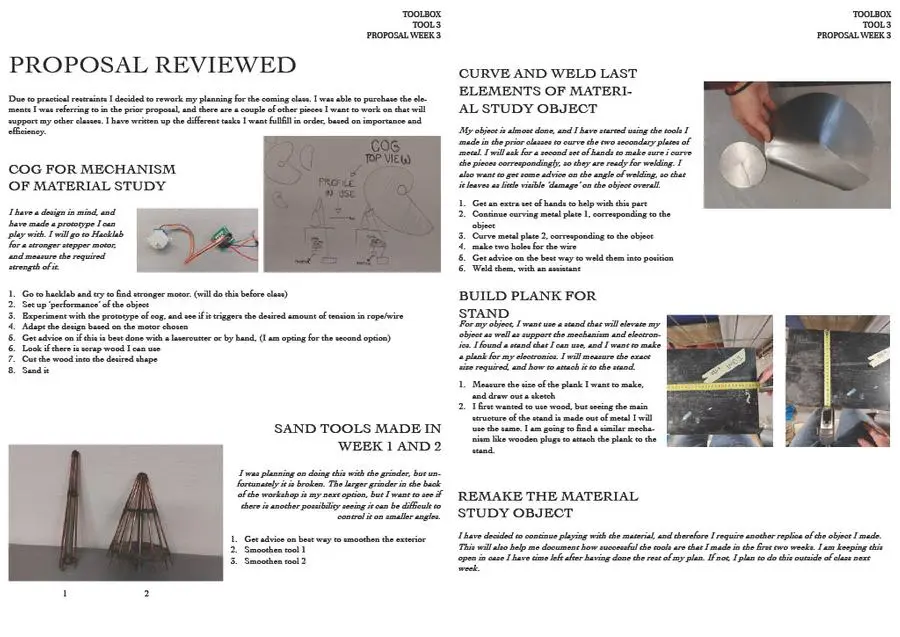 TOOLBOX
TOOL 3
PROPOSAL WEEK 3
PROPOSAL REVIEWED
Due to practical restraints I decided to rework my planning for the coming class. I was able to purchase the ele-
ments I was referring to in the prior proposal, and there are a couple of other pieces I want to work on that will
support my other classes. I have written up the different tasks I want fullfill in order, based on importance and
efficiency.
COG FOR MECHANISM
OF MATERIAL STUDY
I have a design in mind, and
have made a prototype I can
play with. I will go to Hacklab
for a stronger stepper motor,
and measure the required
strength of it.
COG
TOP VIEW
PROFILE
IN USE
1. Go to hacklab and try to find stronger motor. (will do this before class)
2. Set up 'performance' of the object
3. Experiment with the prototype of cog, and see if it triggers the desired amount of tension in rope/wire
4. Adapt the design based on the motor chosen
5. Get advice on if this is best done with a lasercutter or by hand, (I am opting for the second option)
6. Look if there is scrap wood I can use
7. Cut the wood into the desired shape
8. Sand it
SAND TOOLS MADE IN
WEEK 1 AND 2
I was planning on doing this with the grinder, but un-
fortunately it is broken. The larger grinder in the back
of the workshop is my next option, but I want to see if
there is another possibility seeing it can be difficult to
control it on smaller angles.
1. Get advice on best way to smoothen the exterior
2. Smoothen tool 1
3. Smoothen tool 2
1
2
TOOLBOX
TOOL 3
PROPOSAL WEEK 3
CURVE AND WELD LAST
ELEMENTS OF MATERI-
AL STUDY OBJECT
My object is almost done, and I have started using the tools I
made in the prior classes to curve the two secondary plates of
metal. I will ask for a second set of hands to make sure i curve
the pieces correspondingly, so they are ready for welding. I
also want to get some advice on the angle of welding, so that
it leaves as little visible 'damage' on the object overall.
1. Get an extra set of hands to help with this part
2. Continue curving metal plate 1, corresponding to the
object
3. Curve metal plate 2, corresponding to the object
4. make two holes for the wire
5. Get advice on the best way to weld them into position
6. Weld them, with an assistant
BUILD PLANK FOR
STAND
For my object, I want use a stand that will elevate my
object as well as support the mechanism and electron-
ics. I found a stand that I can use, and I want to make
a plank for my electronics. I will measure the exact
size required, and how to attach it to the stand.
1. Measure the size of the plank I want to make,
and draw out a sketch
2. I first wanted to use wood, but seeing the main
structure of the stand is made out of metal I will
use the same. I am going to find a similar mecha-
nism like wooden plugs to attach the plank to the
stand.
REMAKE THE MATERIAL
STUDY OBJECT
I have decided to continue playing with the material, and therefore I require another replica of the object I made.
This will also help me document how successful the tools are that I made in the first two weeks. I am keeping this
open in case I have time left after having done the rest of my plan. If not, I plan to do this outside of class next
week.